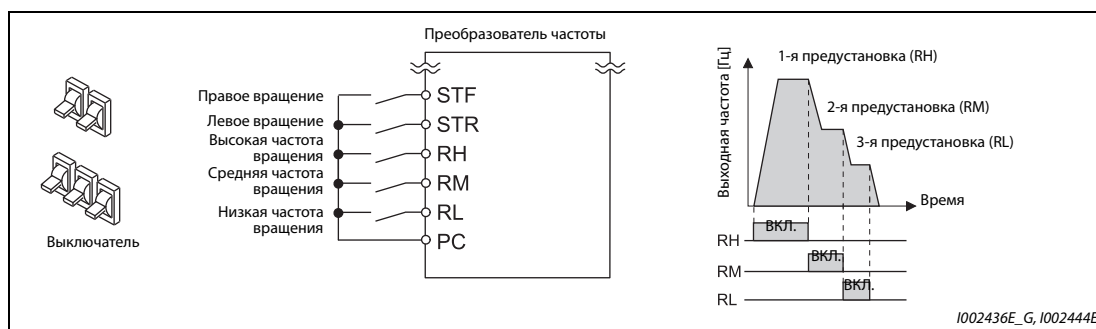 Преобразователь частоты
Правое вращение
Левое вращение
Высокая частота
вращения
Средняя частота
вращения
Низкая частота
вращения
STF
STR
RH
RM
RL
PC
Выключатель
Выходная частота [Гц]
1-я предустановка (RH)
2-я предустановка (RM)
3-я предустановка (RL)
Время
RH
ВКЛ.
RM
ВКЛ.
RL
ВКЛ.
I002436E_G, I002444E